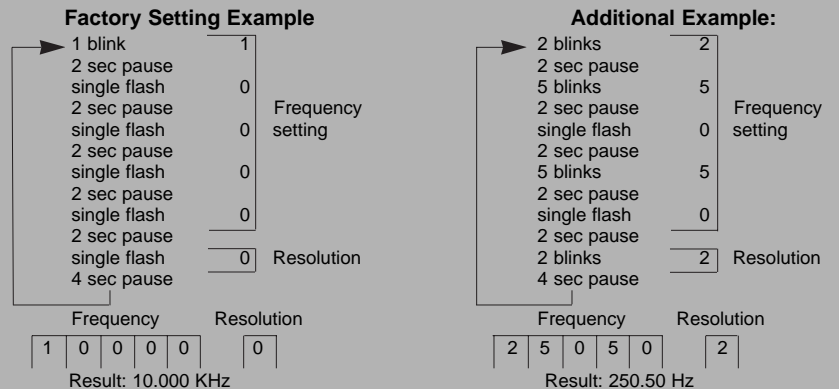 Factory Setting Example
1 blink 1
2 sec pause
single flash 0
2 sec pause
single flash 0
2 sec pause
single flash 0
2 sec pause
single flash 0
2 sec pause
single flash 0
4 sec pause
Frequency
setting
Resolution
Frequency Resolution
1 0 0 0 0 0
Result: 10.000 KHz
Additional Example:
2 blinks 2
2 sec pause
5 blinks 5
2 sec pause
single flash 0
2 sec pause
5 blinks 5
2 sec pause
single flash 0
2 sec pause
2 blinks 2
4 sec pause
Frequency
setting
Resolution
Frequency Resolution
2 5 0 5 0 2
Result: 250.50 Hz